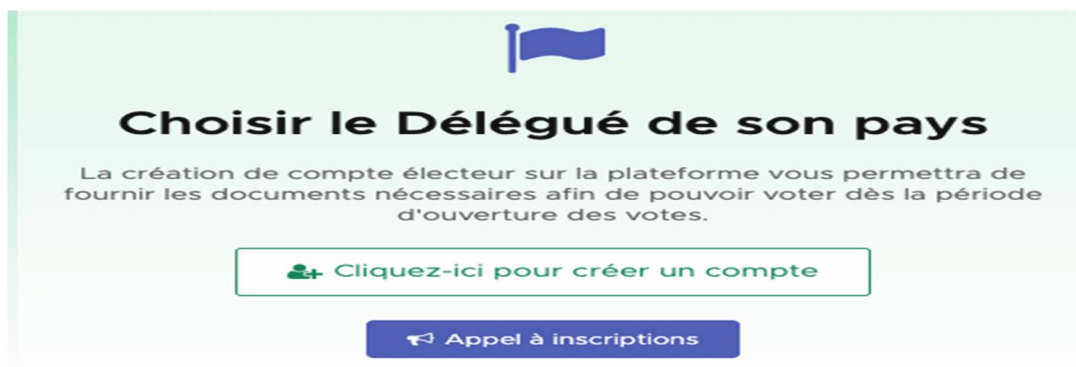 Choisir le Délégué de son pays
La création de compte électeur sur la plateforme vous permettra de
fournir les documents nécessaires afin de pouvoir voter dès la période
d'ouverture des votes.
Cliquez-ici pour créer un compte
Appel à inscriptions